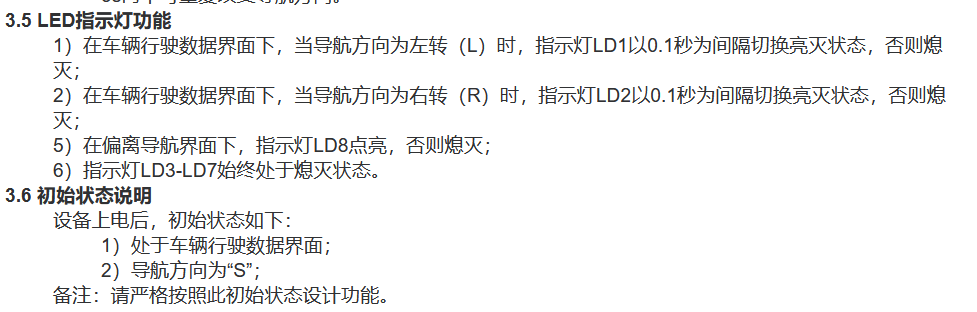 3.5 LED指示灯功能
1）在车辆行驶数据界面下，当导航方向为左转（L）时，指示灯LD1以0.1秒为间隔切换亮灭状态，否则熄
灭；
2）在车辆行驶数据界面下，当导航方向为右转（R）时，指示灯LD2以0.1秒为间隔切换亮灭状态，否则熄
灭；
5）在偏离导航界面下，指示灯LD8点亮，否则熄灭；
6）指示灯LD3-LD7始终处于熄灭状态。
3.6 初始状态说明
设备上电后，初始状态如下：
1）处于车辆行驶数据界面；
2）导航方向为“S”；
备注：请严格按照此初始状态设计功能。